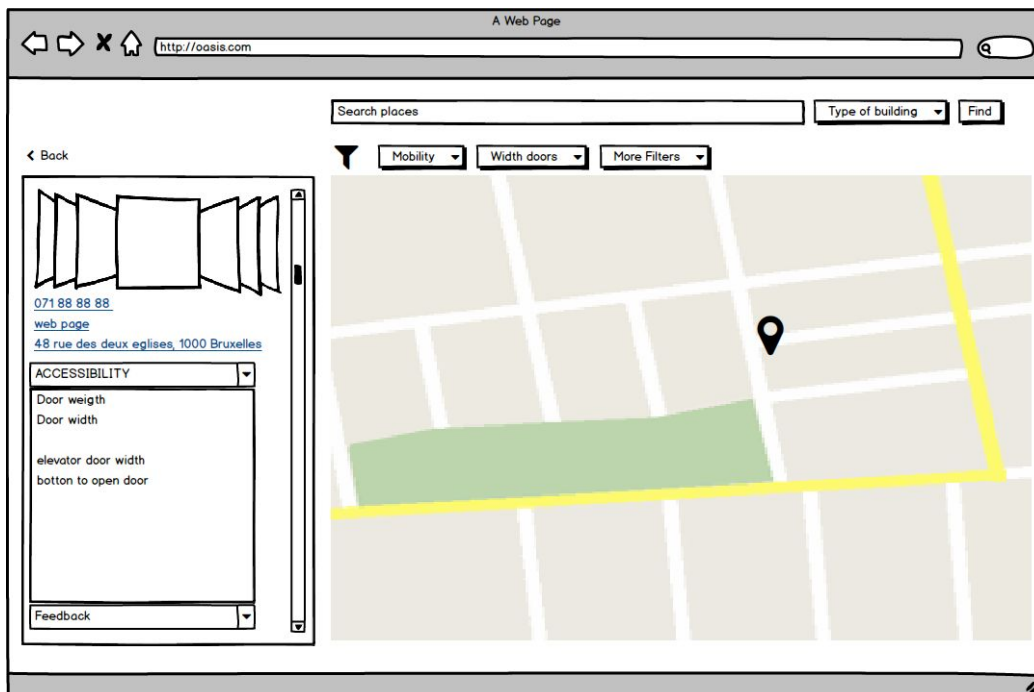 A Web Page
http://oasis.com
Search places
Type of building
Find
< Back
Mobility
Width doors
More Filters
071 88 88 88
web page
48 rue des deux eglises, 1000 Bruxelles
ACCESSIBILITY
Door weigth
Door width
elevator door width
botton to open door
Feedback